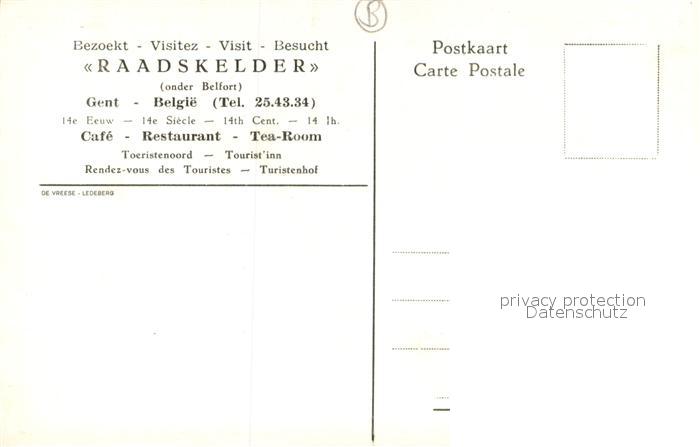 B
Bezoekt - Visitez - Visit - Besucht
«RAADSKELDER»
(onder Belfort)
Gent - België (Tel. 25.43.34)
14e Eeuw — 14e Siècle — 14th Cent. — 14 Jh.
Café - Restaurant - Tea-Room
Toeristenoord — Tourist'inn
Rendez-vous des Touristes — Turistenhof
DE VREESE - LEDEBERG
Postkaart
Carte Postale
privacy protection
Datenschutz